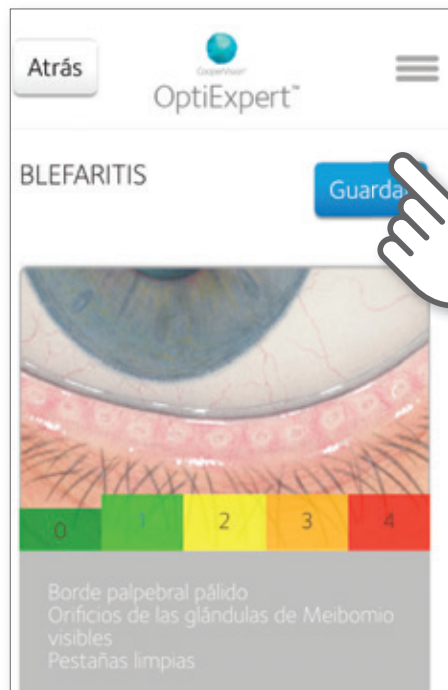 Atrás
CooperVision®
OptiExpert™
BLEFARITIS
Guarda
0 1 2 3 4
Borde palpebral pálido
Orificios de las glándulas de Meibomio
visibles
Pestañas limpias